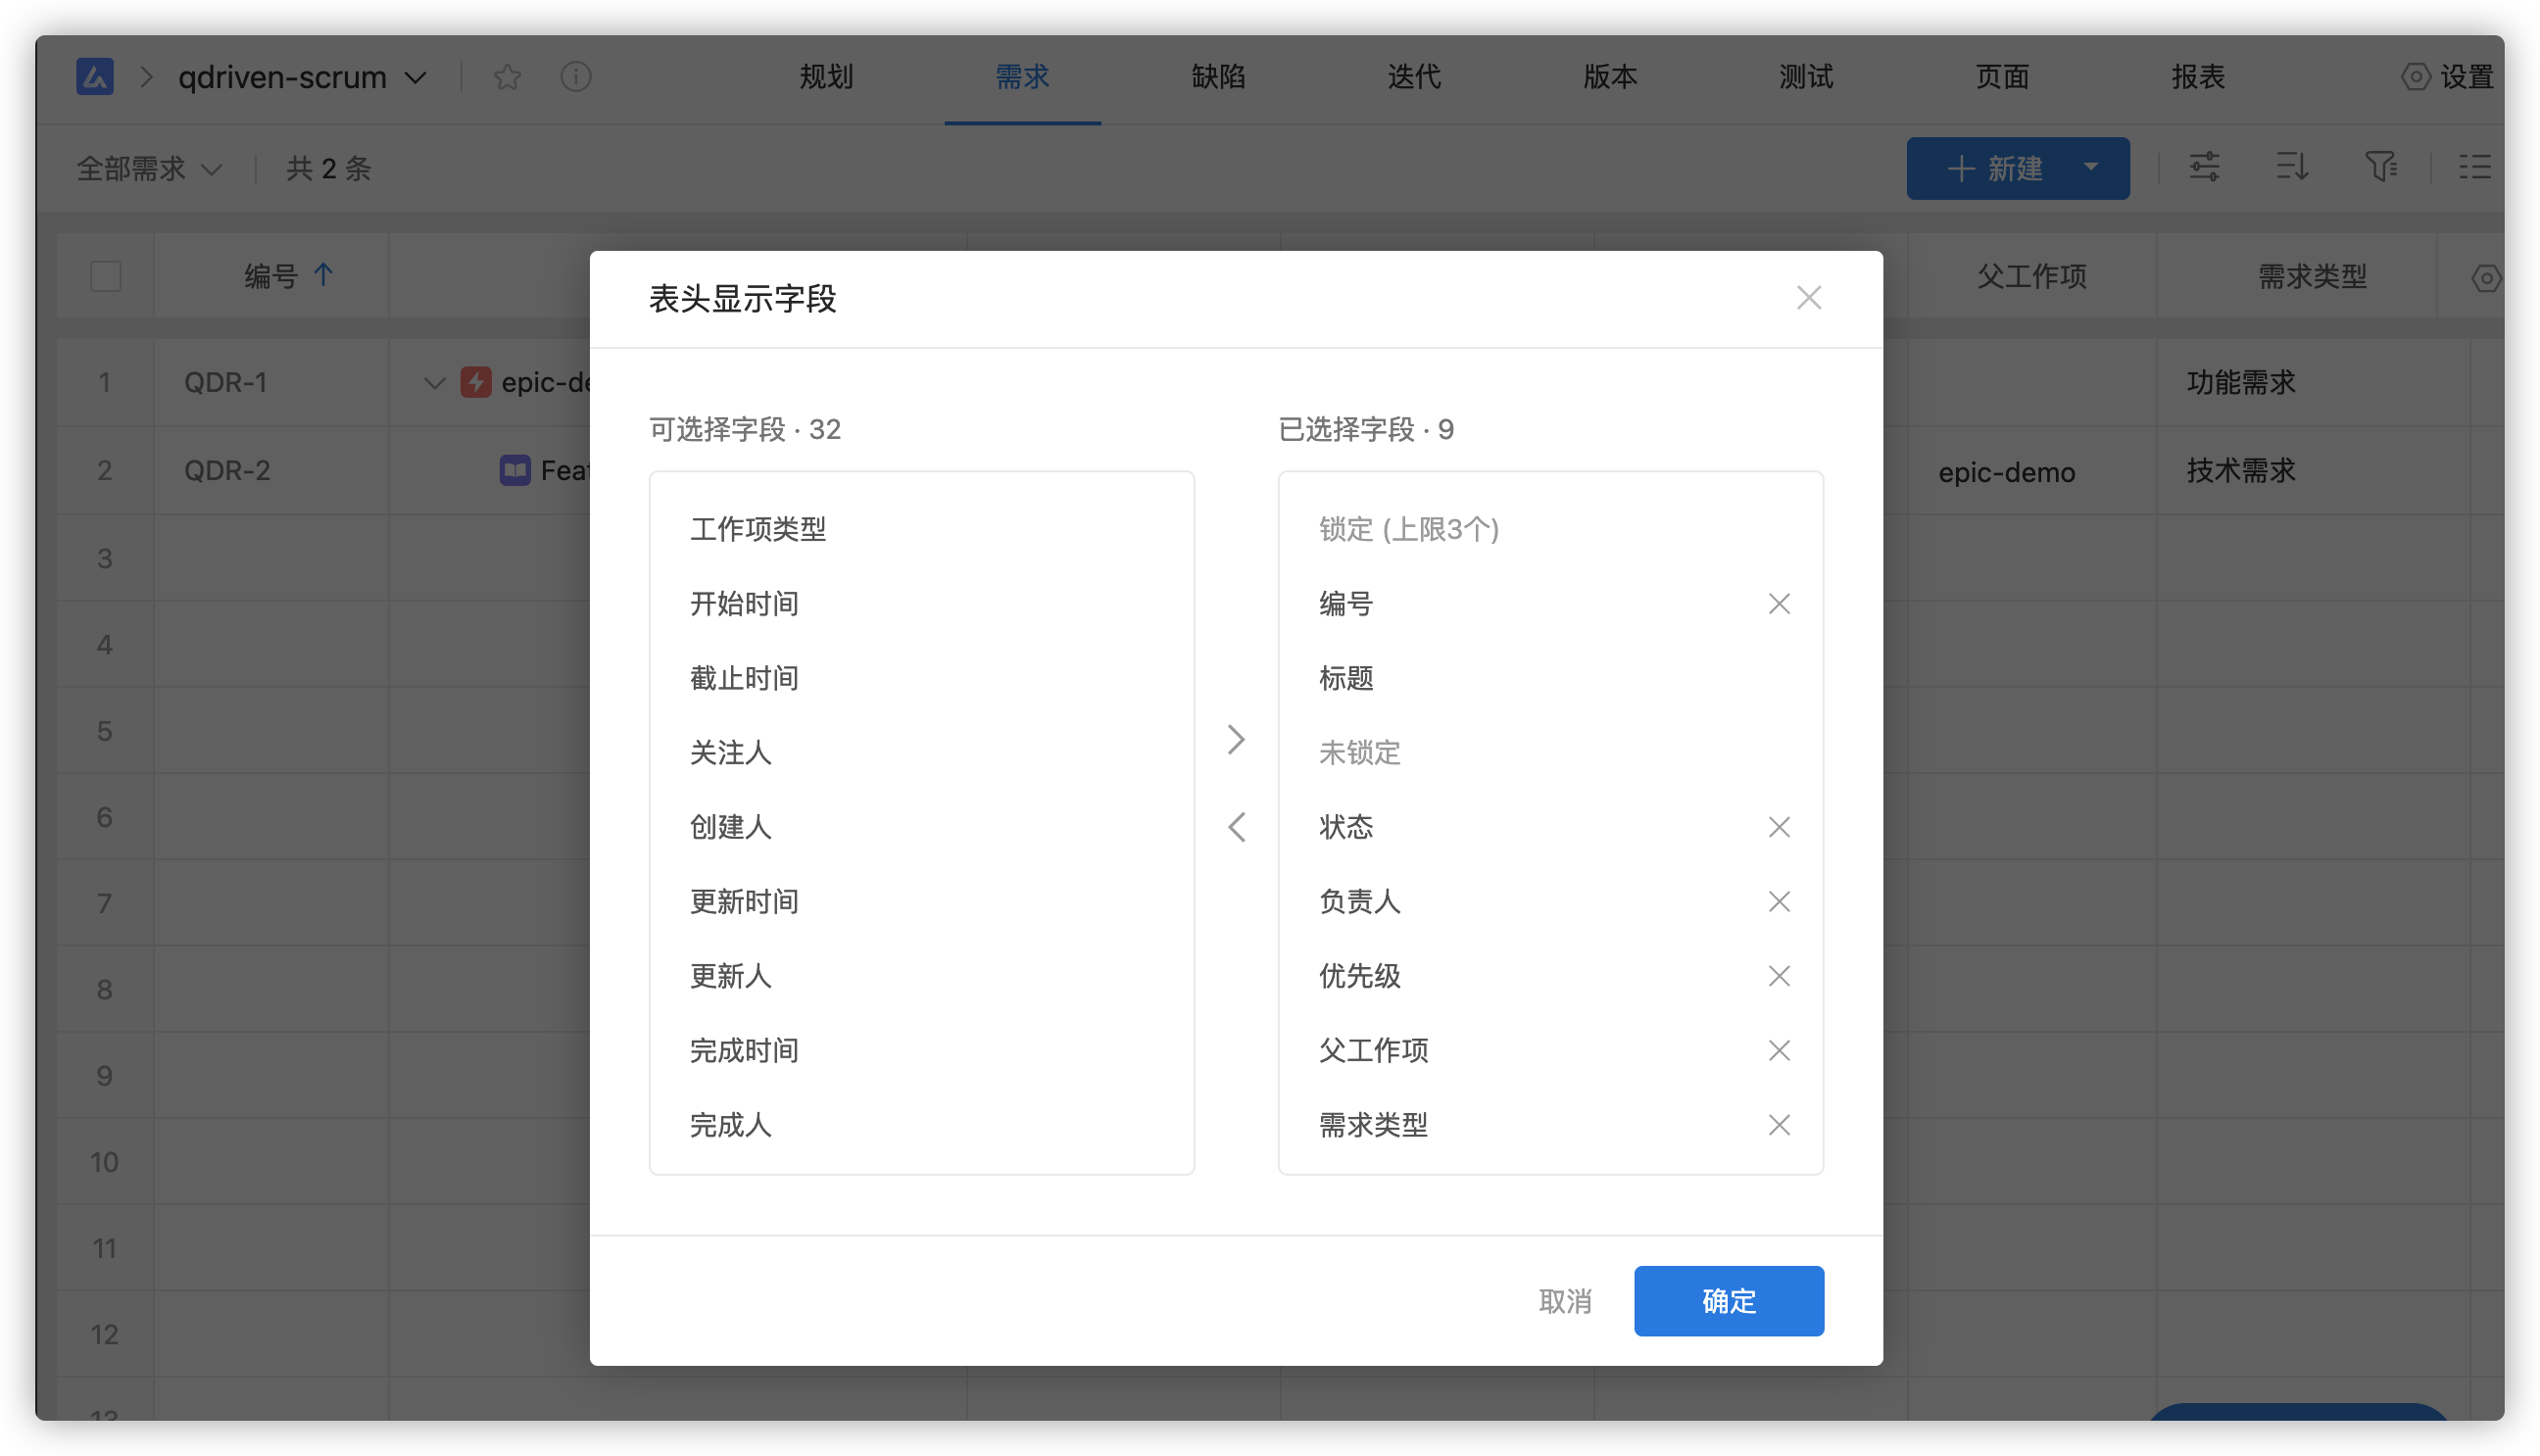 qdriven-scrum 规划 需求 缺陷 迭代 版本 测试 页面 报表 设置
全部需求 共 2 条 新建
编号 父工作项 需求类型
1 QDR-1 epic-de 功能需求
2 QDR-2 Feat epic-demo 技术需求
3
4
5
6
7
8
9
10
11
12
13
表头显示字段
可选择字段 · 32
工作项类型
开始时间
截止时间
关注人
创建人
更新时间
更新人
完成时间
完成人
已选择字段 · 9
锁定 (上限3个)
编号
标题
未锁定
状态
负责人
优先级
父工作项
需求类型
取消 确定